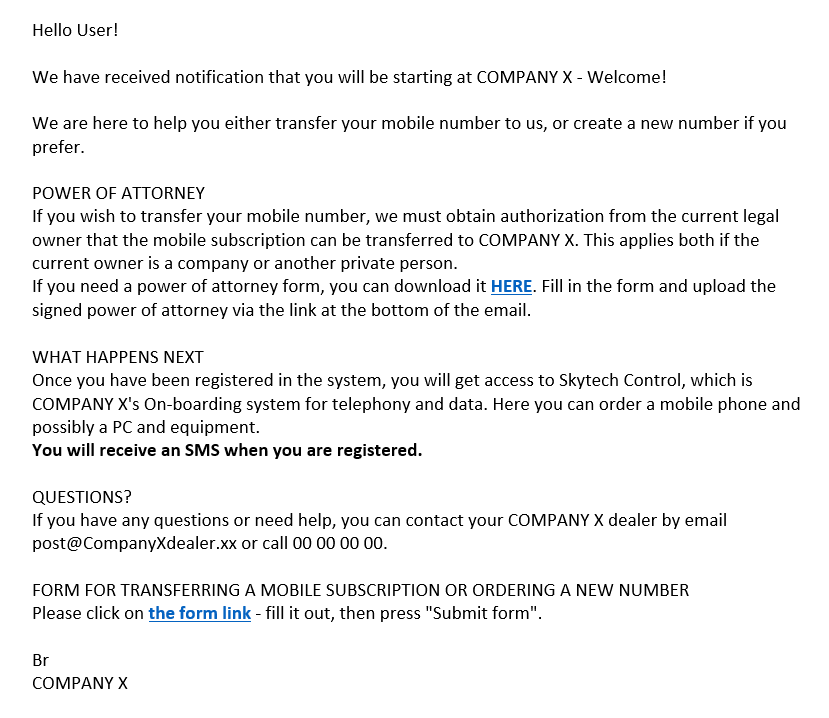 Hello User!
We have received notification that you will be starting at COMPANY X - Welcome!
We are here to help you either transfer your mobile number to us, or create a new number if you
prefer.
POWER OF ATTORNEY
If you wish to transfer your mobile number, we must obtain authorization from the current legal
owner that the mobile subscription can be transferred to COMPANY X. This applies both if the
current owner is a company or another private person.
If you need a power of attorney form, you can download it HERE. Fill in the form and upload the
signed power of attorney via the link at the bottom of the email.
WHAT HAPPENS NEXT
Once you have been registered in the system, you will get access to Skytech Control, which is
COMPANY X's On-boarding system for telephony and data. Here you can order a mobile phone and
possibly a PC and equipment.
You will receive an SMS when you are registered.
QUESTIONS?
If you have any questions or need help, you can contact your COMPANY X dealer by email
post@CompanyXdealer.xx or call 00 00 00 00.
FORM FOR TRANSFERRING A MOBILE SUBSCRIPTION OR ORDERING A NEW NUMBER
Please click on the form link - fill it out, then press "Submit form".
Br
COMPANY X